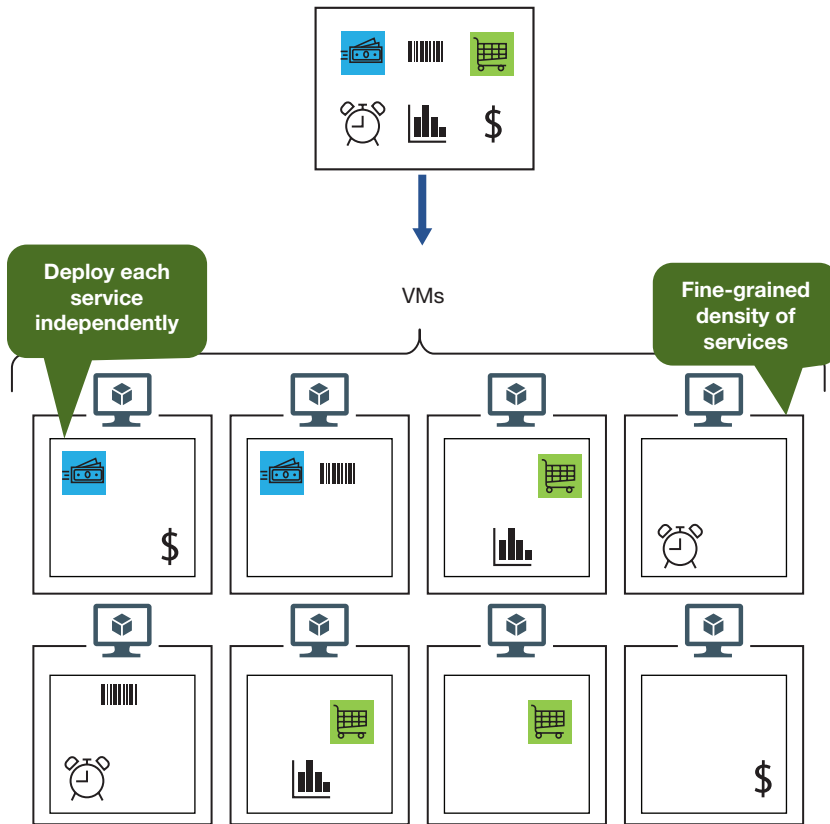 $
Deploy each
service
independently
VMs
Fine-grained
density of
services
$
$